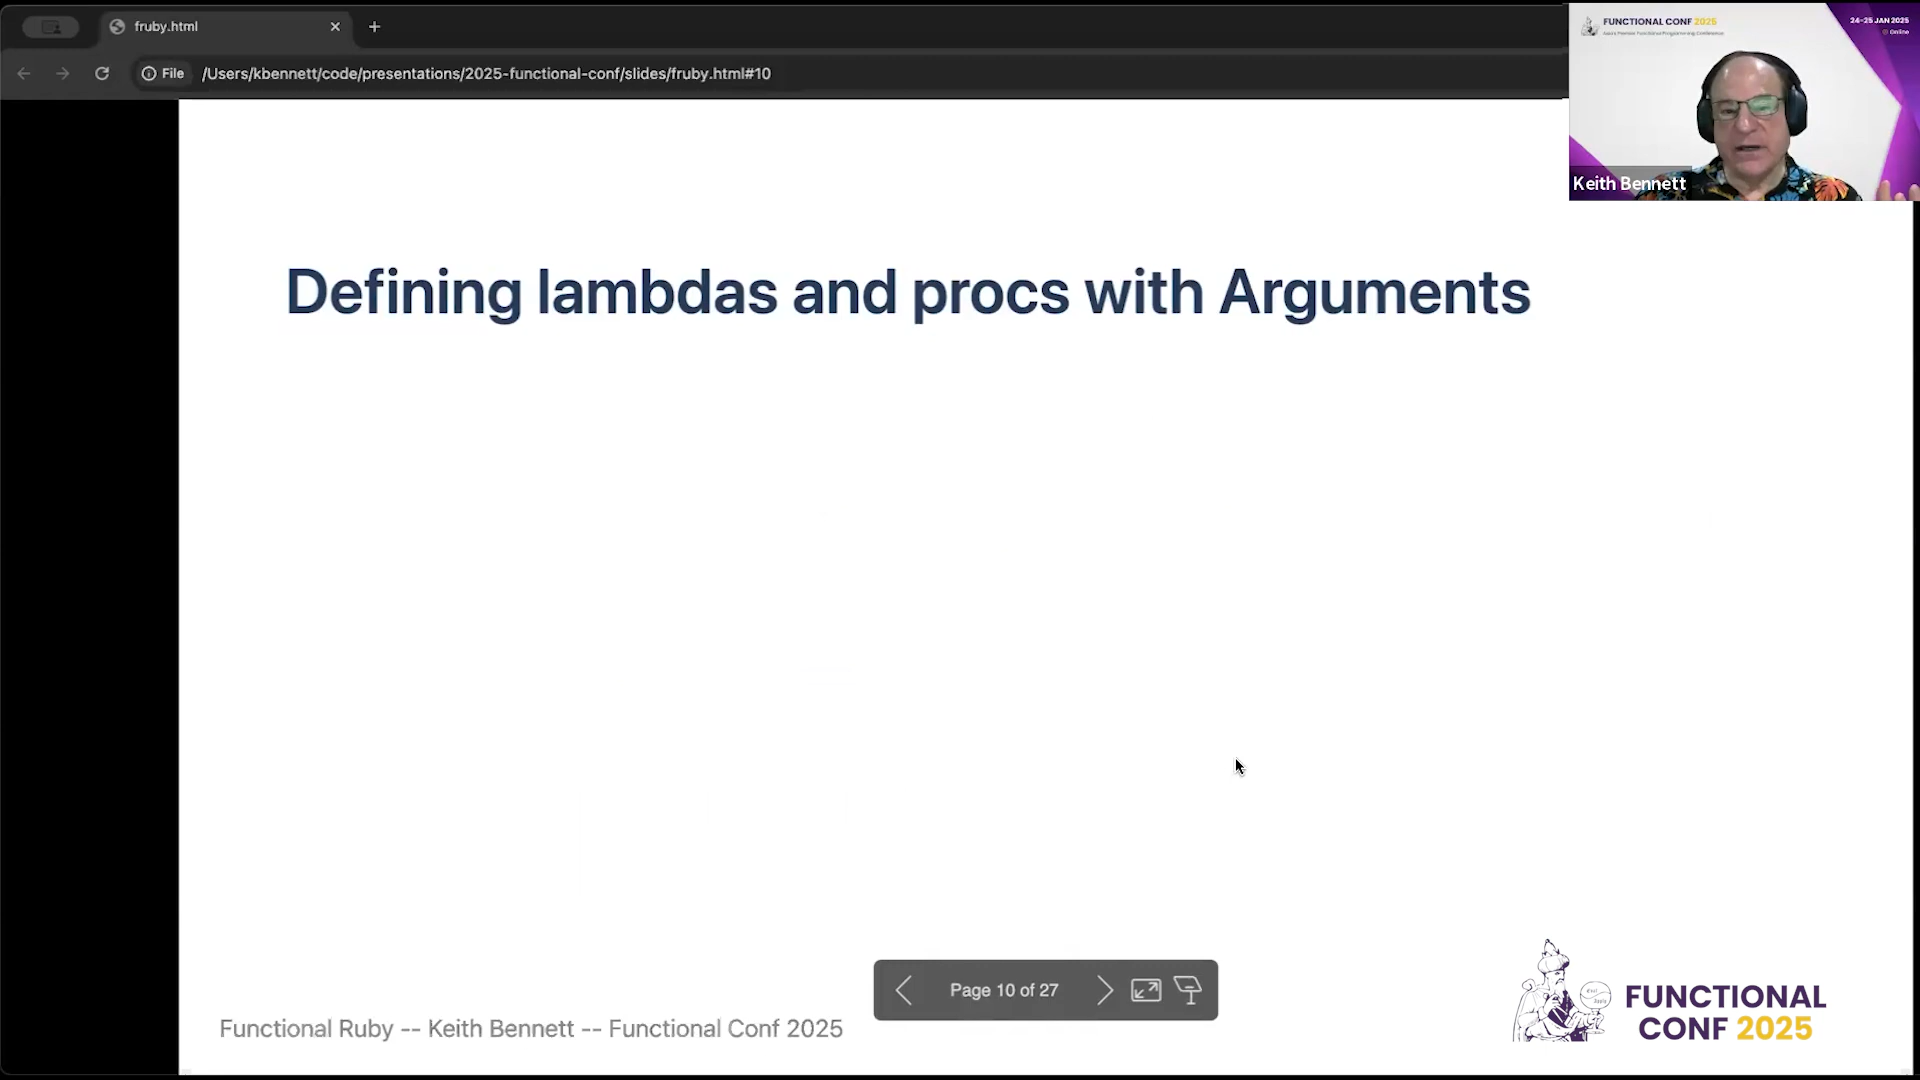 fruby.html
File
/Users/kbennett/code/presentations/2025-functional-conf/slides/fruby.html#10
FUNCTIONAL CONF 2025
24-25 JAN 2025
Online
Keith Bennett
Defining lambdas and procs with Arguments
Page 10 of 27
Functional Ruby -- Keith Bennett -- Functional Conf 2025
FUNCTIONAL
CONF 2025